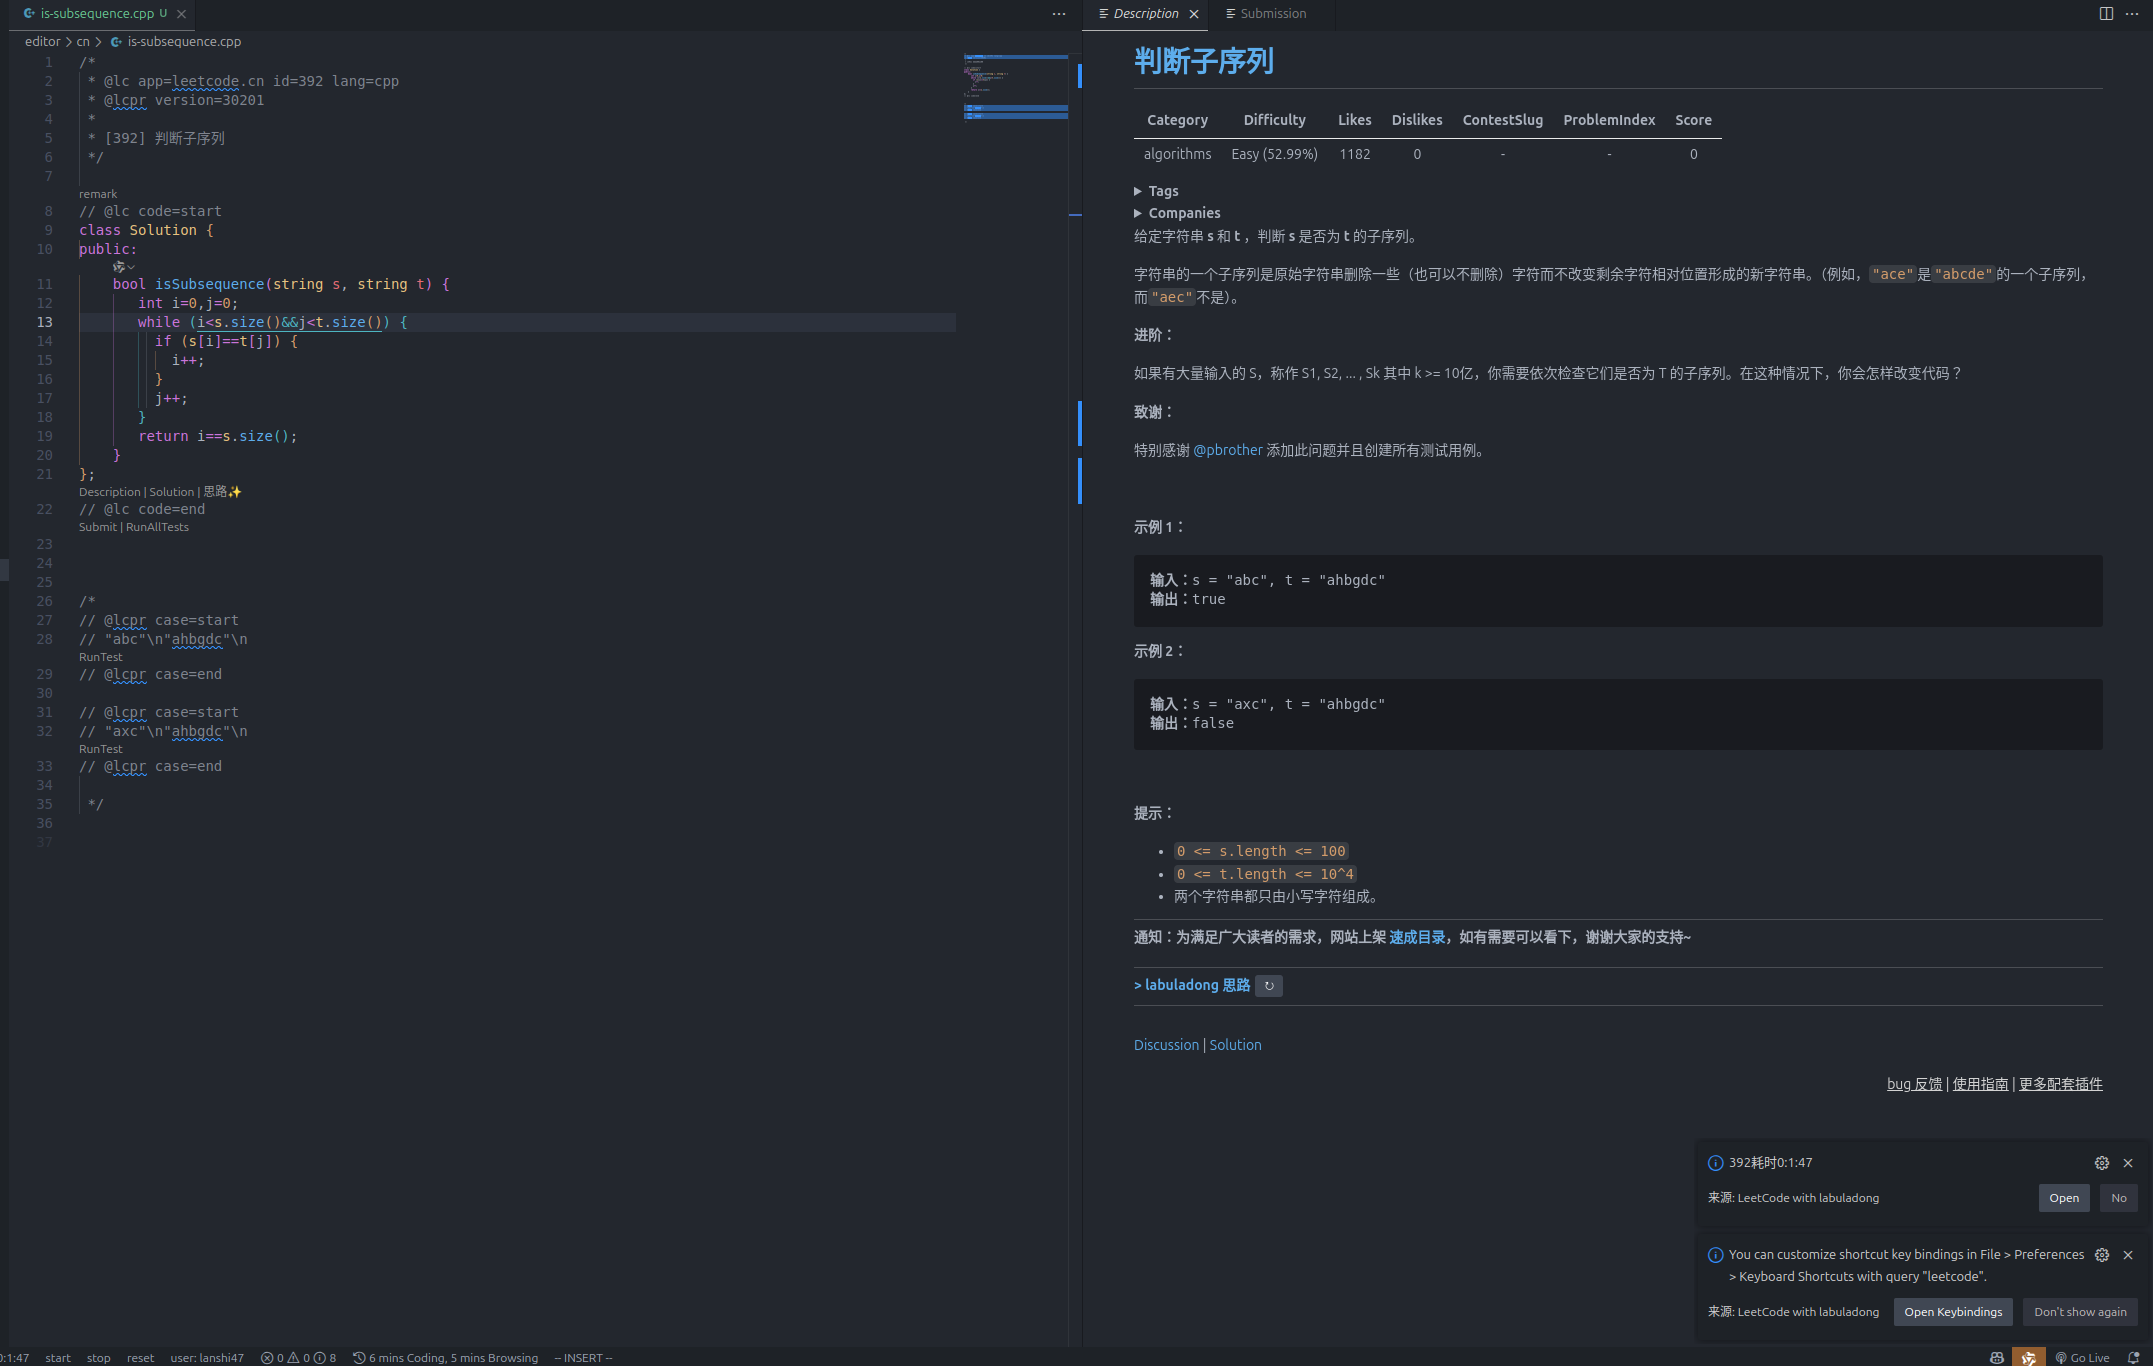 is-subsequence.cpp U
editor > cn > is-subsequence.cpp
1 /*
2 * @lc app=leetcode.cn id=392 lang=cpp
3 * @lcpr version=30201
4 *
5 * [392] 判断子序列
6 */
7
remark
8 // @lc code=start
9 class Solution {
10 public:
11 bool isSubsequence(string s, string t) {
12 int i=0,j=0;
13 while (i<s.size()&&j<t.size()) {
14 if (s[i]==t[j]) {
15 i++;
16 }
17 j++;
18 }
19 return i==s.size();
20 }
21 };
Description | Solution | 思路✨
22 // @lc code=end
Submit | RunAllTests
23
24
25
26 /*
27 // @lcpr case=start
28 // "abc"\n"ahbgdc"\n
RunTest
29 // @lcpr case=end
30
31 // @lcpr case=start
32 // "axc"\n"ahbgdc"\n
RunTest
33 // @lcpr case=end
34
35 */
36
37
Description Submission
判断子序列
Category Difficulty Likes Dislikes ContestSlug ProblemIndex Score
algorithms Easy (52.99%) 1182 0 - - 0
Tags
Companies
给定字符串 s 和 t ，判断 s 是否为 t 的子序列。
字符串的一个子序列是原始字符串删除一些（也可以不删除）字符而不改变剩余字符相对位置形成的新字符串。（例如，"ace"是"abcde"的一个子序列，
而"aec"不是）。
进阶：
如果有大量输入的 S，称作 S1, S2, ... , Sk 其中 k >= 10亿，你需要依次检查它们是否为 T 的子序列。在这种情况下，你会怎样改变代码？
致谢：
特别感谢 @pbrother 添加此问题并且创建所有测试用例。
示例 1：
输入：s = "abc", t = "ahbgdc"
输出：true
示例 2：
输入：s = "axc", t = "ahbgdc"
输出：false
提示：
• 0 <= s.length <= 100
• 0 <= t.length <= 10^4
• 两个字符串都只由小写字符组成。
通知：为满足广大读者的需求，网站上架 速成目录，如有需要可以看下，谢谢大家的支持~
> labuladong 思路 ↻
Discussion | Solution
bug 反馈 | 使用指南 | 更多配套插件
392耗时0:1:47
来源: LeetCode with labuladong Open No
You can customize shortcut key bindings in File > Preferences
> Keyboard Shortcuts with query "leetcode".
来源: LeetCode with labuladong Open Keybindings Don't show again
0:1:47 start stop reset user: lanshi47 0 0 8 6 mins Coding, 5 mins Browsing -- INSERT -- Go Live